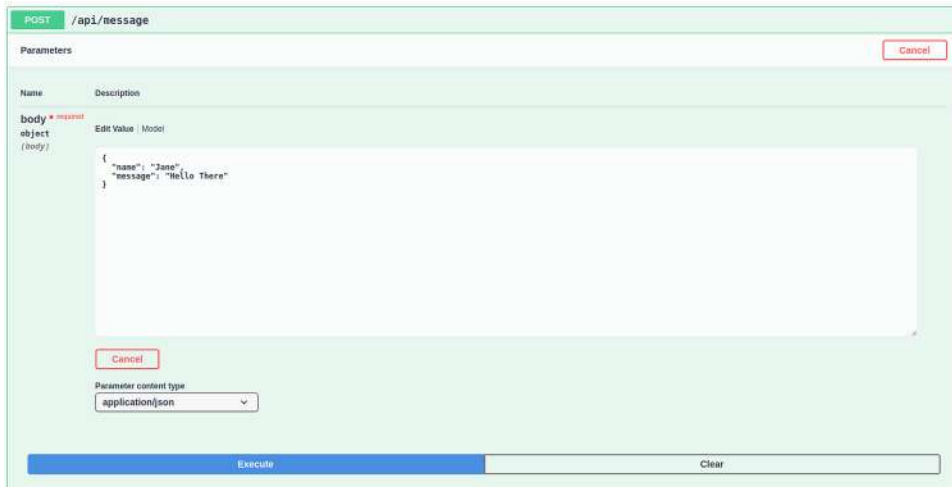 POST /api/message
Parameters Cancel
Name Description
body * required
object
(body)
Edit Value | Model
{
"name": "Jane",
"message": "Hello There"
}
Cancel
Parameter content type
application/json
Execute Clear